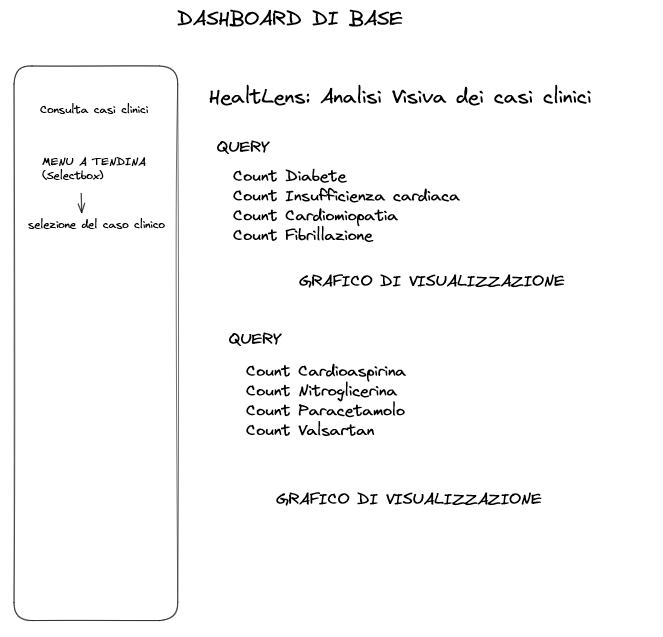 DASHBOARD DI BASE
Consulta casi clinici
MENU A TENDINA
(Selectbox)
selezione del caso clinico
HealtLens: Analisi Visiva dei casi clinici
QUERY
Count Diabete
Count Insufficienza cardiaca
Count Cardiomiopatia
Count Fibrillazione
GRAFICO DI VISUALIZZAZIONE
QUERY
Count Cardioaspirina
Count Nitroglicerina
Count Paracetamolo
Count Valsartan
GRAFICO DI VISUALIZZAZIONE